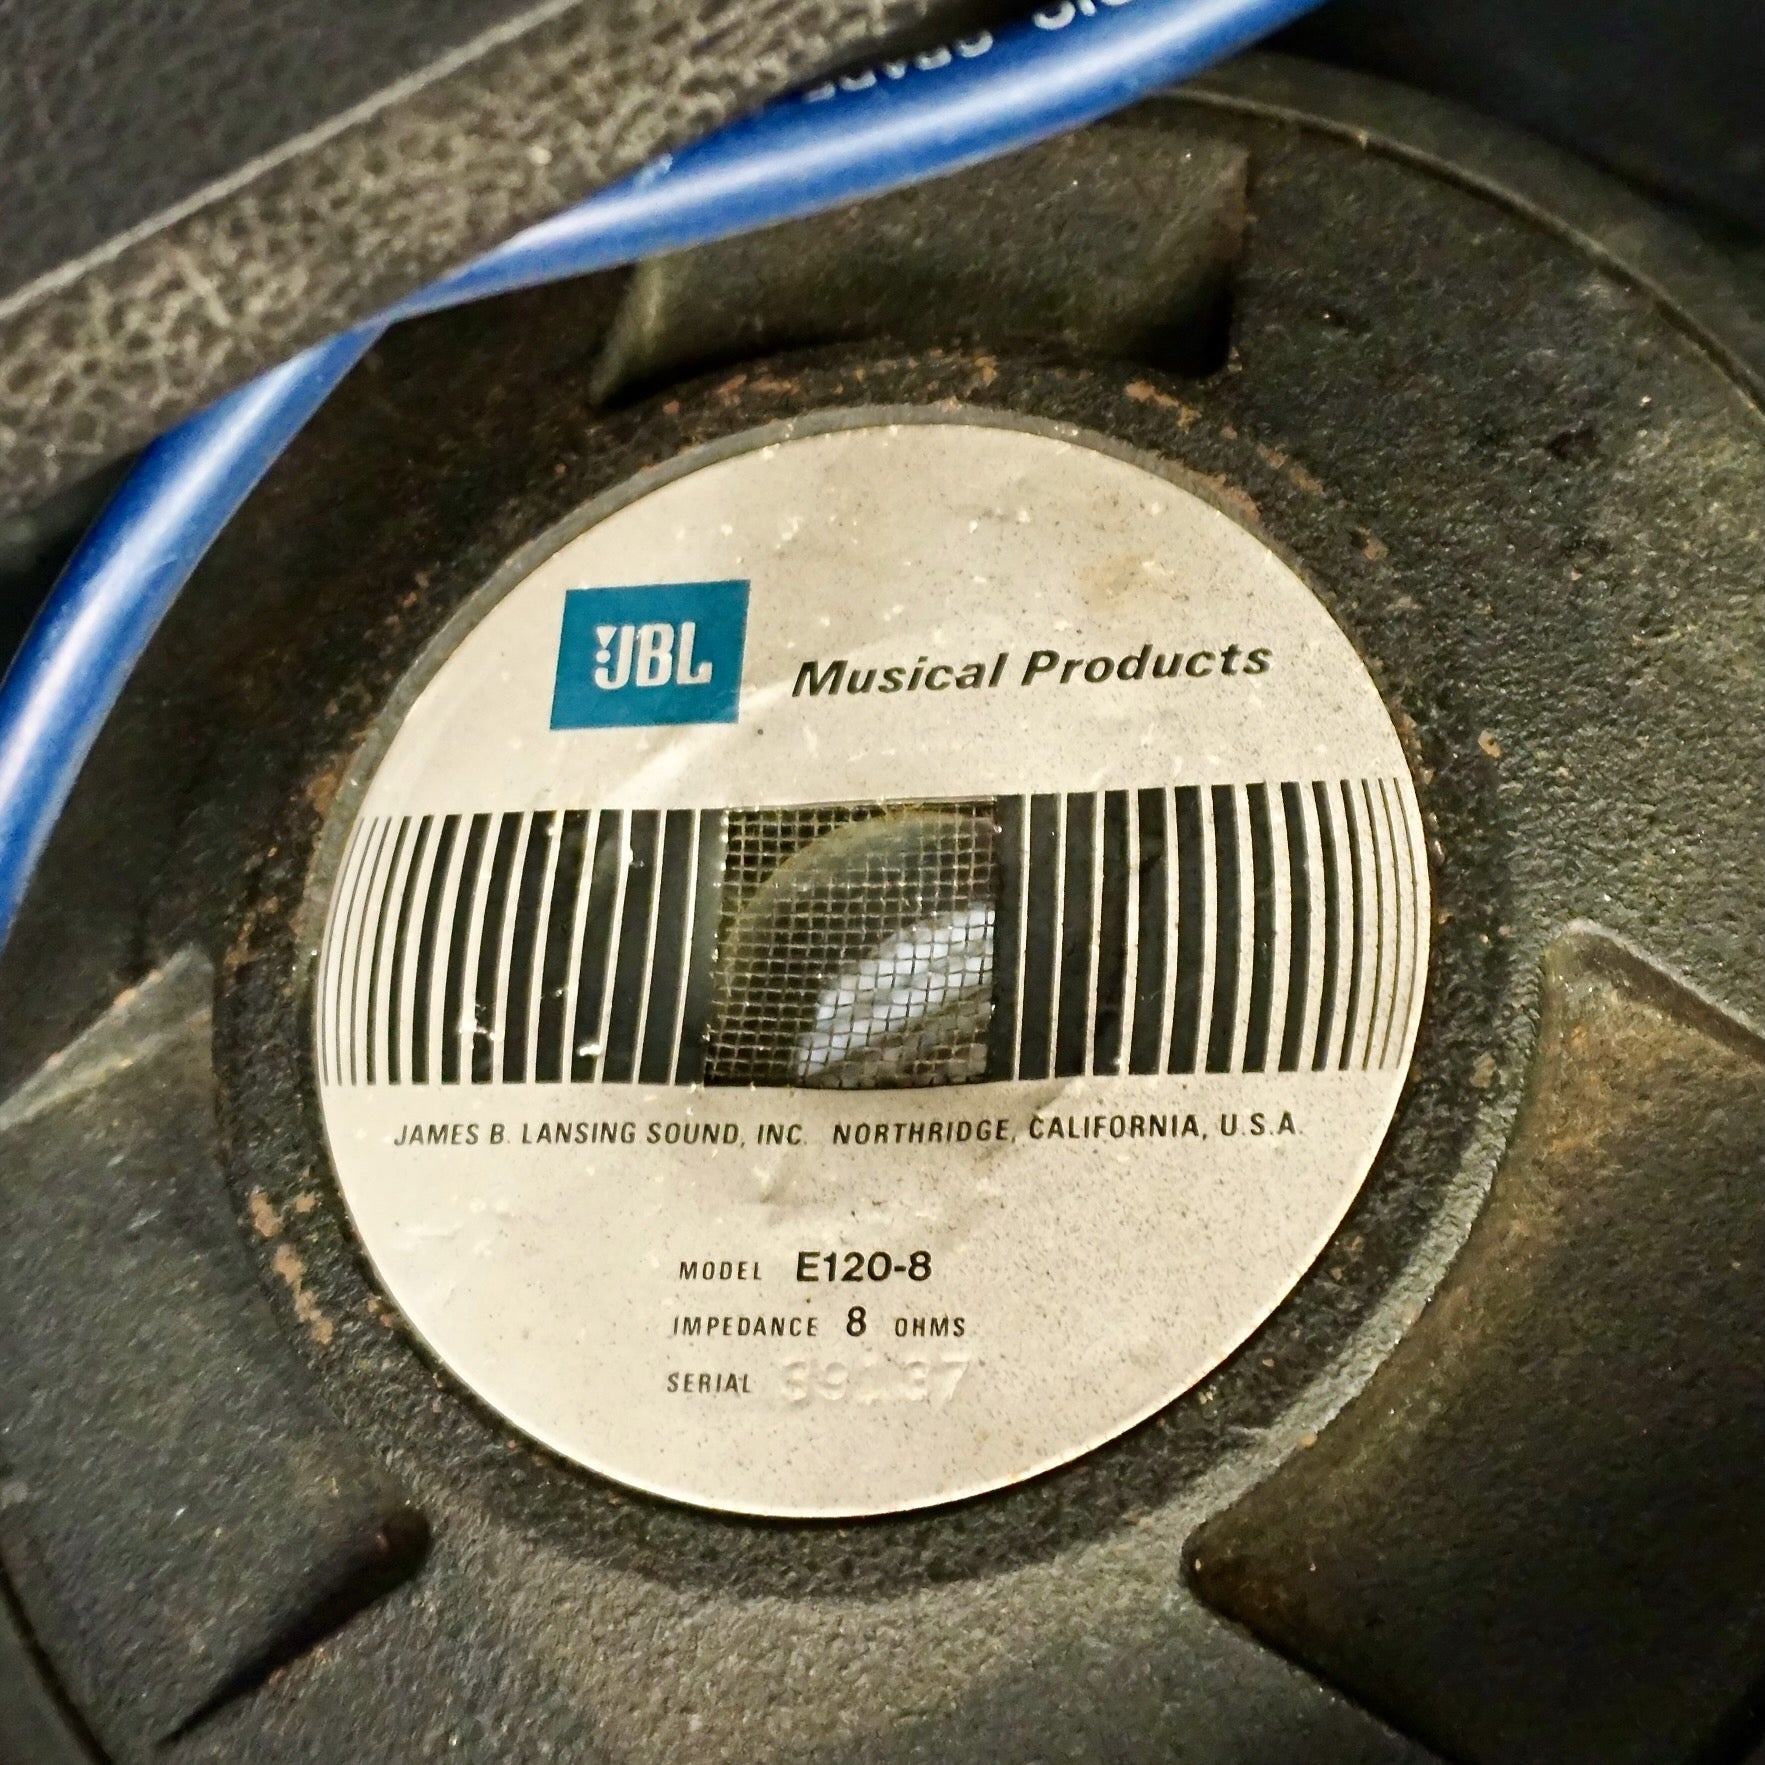 JBL
Musical Products
JAMES B. LANSING SOUND, INC. NORTHRIDGE, CALIFORNIA, U.S.A.
MODEL E120-8
IMPEDANCE 8 OHMS
SERIAL